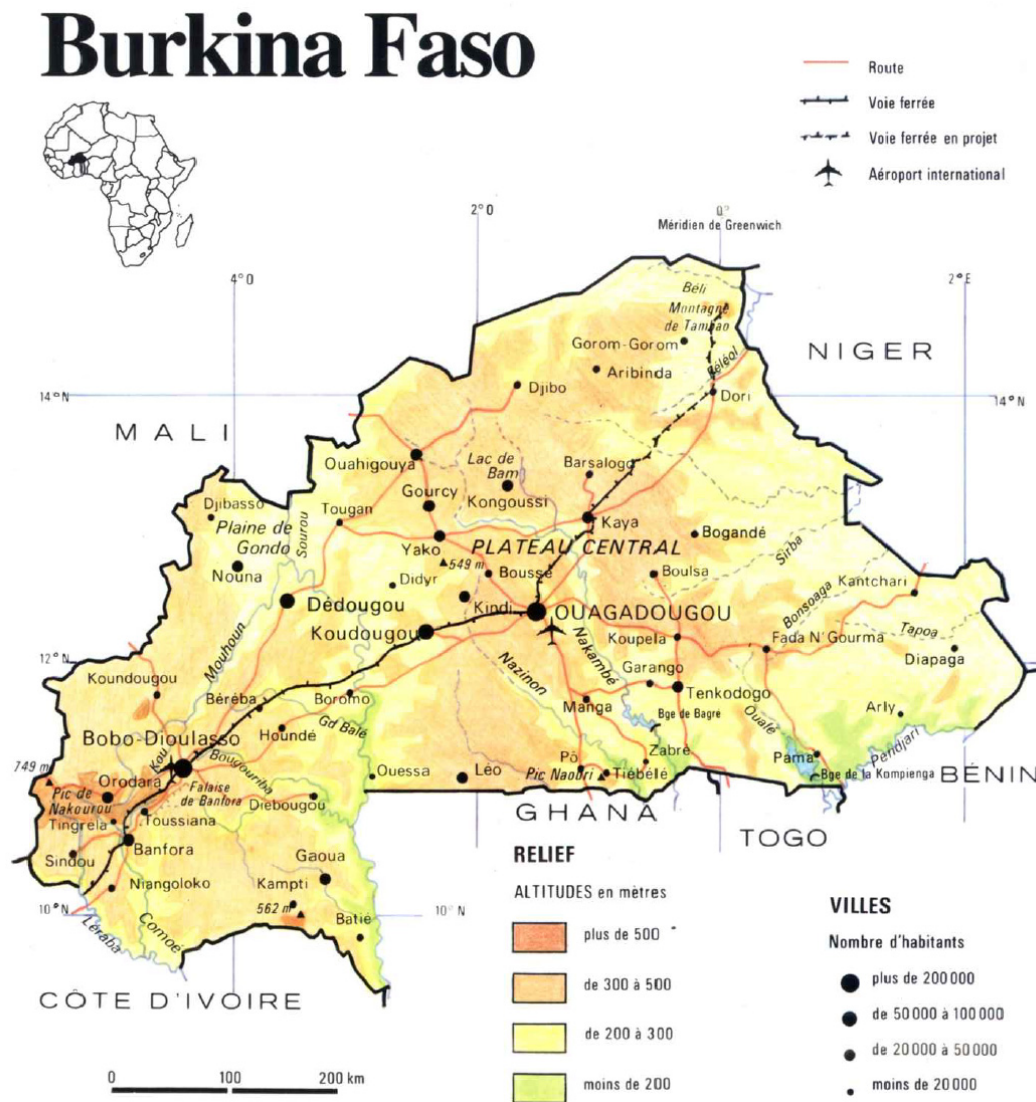 Burkina Faso
Route
Voie ferrée
Voie ferrée en projet
Aéroport international
2°O
0°
Méridien de Greenwich
4°O
2°E
Béli
Montagne
de Tambao
NIGER
Gorom-Gorom
Béléol
Aribinda
Djibo
Dori
14°N
14°N
MALI
Ouahigouya
Lac de
Bam
Barsalogo
Gourcy
Kongoussi
Djibasso
Tougan
Kaya
Plaine de
Gondo
Sourou
Bogandé
Yako
PLATEAU CENTRAL
Sirba
549 m
Boussé
Boulsa
Kantchari
Nouna
Didyr
Bonsoaga
Dédougou
Kindi
OUAGADOUGOU
Koudougou
Koupela
Fada N'Gourma
Tapoa
Nakambé
Mouhoun
Nazinon
Garango
Diapaga
12°N
Koundougou
Boromo
Tenkodogo
Béréba
Manga
Arly
Gd Balé
Bge de Bagré
Oualé
Houndé
Bobo-Dioulasso
Kou
Zabré
Pendjari
Bougouriba
Pô
Pama
749 m
Ouessa
Léo
Pic Naouri
Tiébélé
Bge de la Kompienga
BÉNIN
Orodara
Pic de
Nakourou
Falaise
de Banfora
Diebougou
GHANA
Tingrela
Toussiana
TOGO
Banfora
Sindou
Gaoua
Niangoloko
Kampti
10°N
562 m
10°N
Batié
Léraba
Comoé
CÔTE D'IVOIRE
RELIEF
ALTITUDES en mètres
plus de 500
de 300 à 500
de 200 à 300
moins de 200
VILLES
Nombre d'habitants
plus de 200 000
de 50 000 à 100 000
de 20 000 à 50 000
moins de 20 000
0 100 200 km